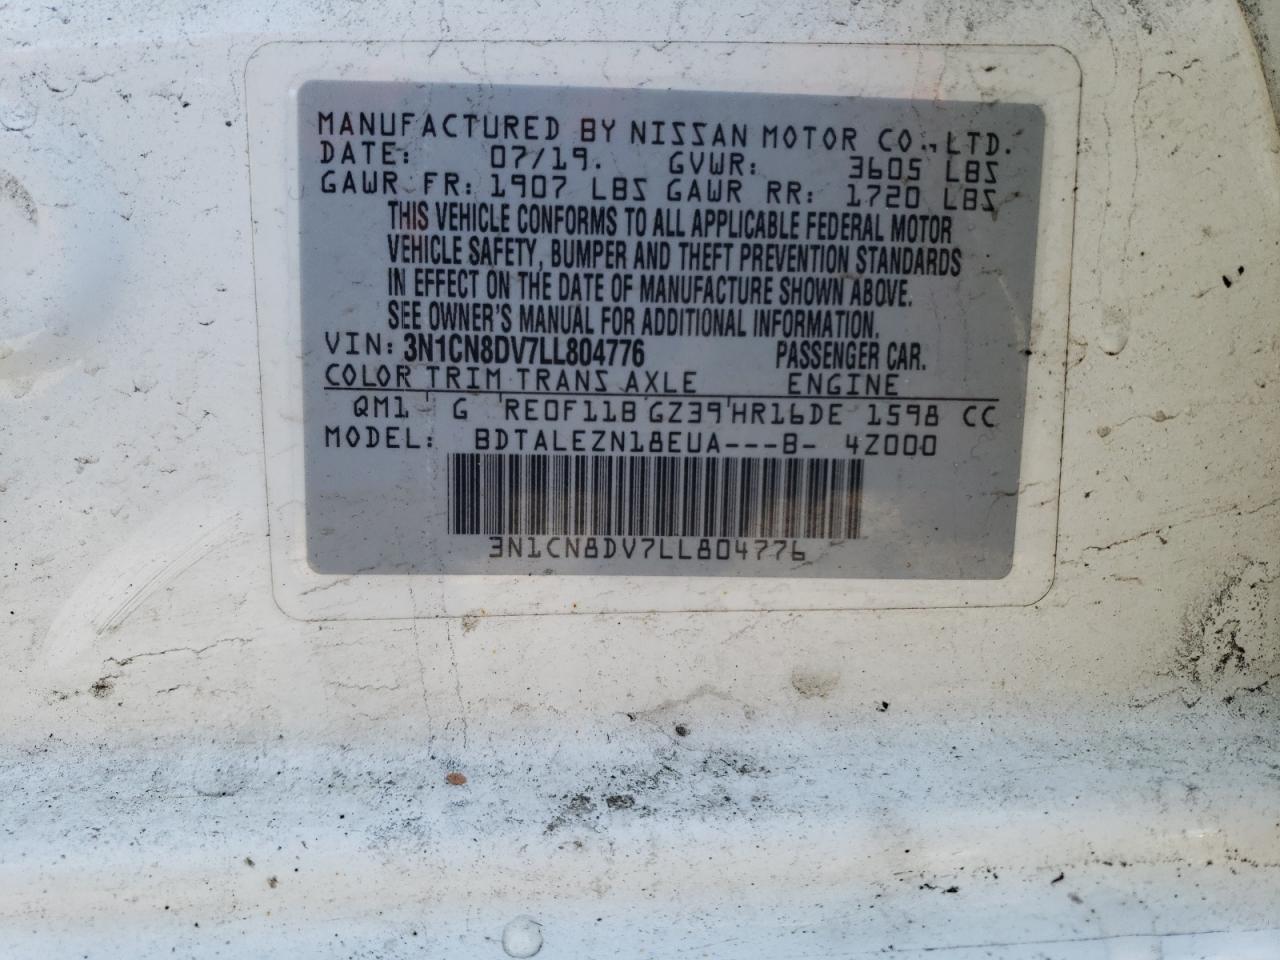 MANUFACTURED BY NISSAN MOTOR CO., LTD.
DATE: 07/19. GVWR: 3605 LBS
GAWR FR: 1907 LBS GAWR RR: 1720 LBS
THIS VEHICLE CONFORMS TO ALL APPLICABLE FEDERAL MOTOR
VEHICLE SAFETY, BUMPER AND THEFT PREVENTION STANDARDS
IN EFFECT ON THE DATE OF MANUFACTURE SHOWN ABOVE.
SEE OWNER'S MANUAL FOR ADDITIONAL INFORMATION.
VIN: 3N1CN8DV7LL804776 PASSENGER CAR.
COLOR TRIM TRANS AXLE ENGINE
QM1 G RE0F11B GZ39 HR16DE 1598 CC
MODEL: BDTALEZN18EUA---B- 4Z000
3N1CN8DV7LL804776